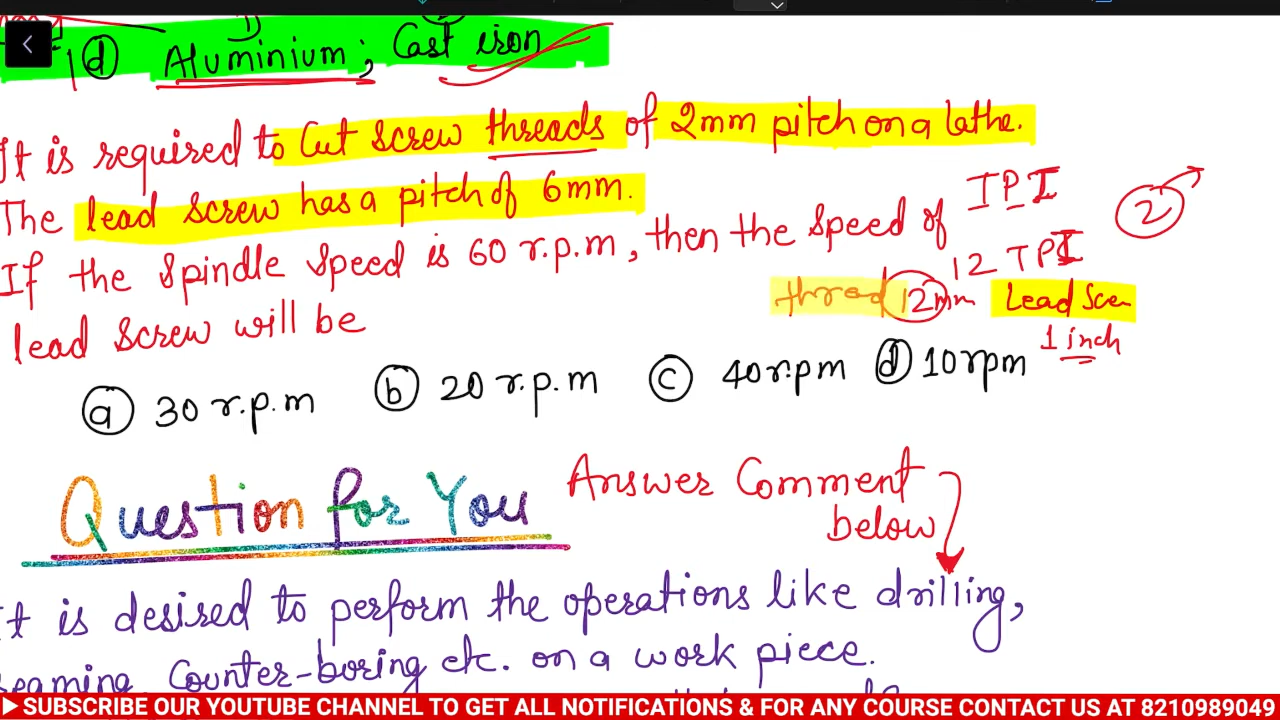 (d) Aluminium; Cast iron
It is required to cut screw threads of 2mm pitch on a lathe.
The lead screw has a pitch of 6mm.
If the spindle speed is 60 r.p.m, then the speed of
lead screw will be
TPI
2
12 TPI
thread 12mm Lead Scre
1 inch
(a) 30 r.p.m (b) 20 r.p.m (c) 40 r.p.m (d) 10 rpm
Question for You
Answer Comment
below
It is desired to perform the operations like drilling,
reaming, counter-boring etc. on a work piece.
SUBSCRIBE OUR YOUTUBE CHANNEL TO GET ALL NOTIFICATIONS & FOR ANY COURSE CONTACT US AT 8210989049